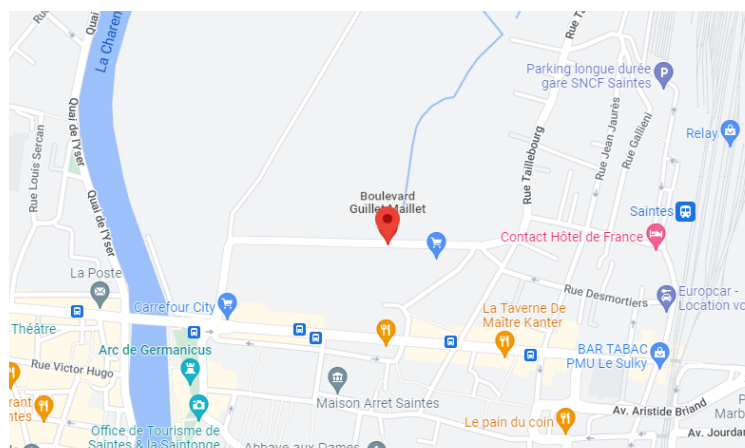 Quai
La Charen
Quai de l'Yser
Rue Louis Sercan
Quai de l'Yser
La Poste
Théâtre
Rue Victor Hugo
rant
ntes
Carrefour City
Arc de Germanicus
Office de Tourisme de
Saintes & la Saintonge
Boulevard
Guillet Maillet
Maison Arret Saintes
Abbaye aux Dames
Rue Ta
Rue Taillebourg
Parking longue durée
gare SNCF Saintes
P
Rue Jean Jaurès
Rue Gallieni
Relay
Saintes
Contact Hôtel de France
Rue Desmortiers
Europcar -
Location vo
La Taverne De
Maître Kanter
BAR TABAC
PMU Le Sulky
Le pain du coin
Av. Aristide Briand
P
Marb
Av. Jourdan